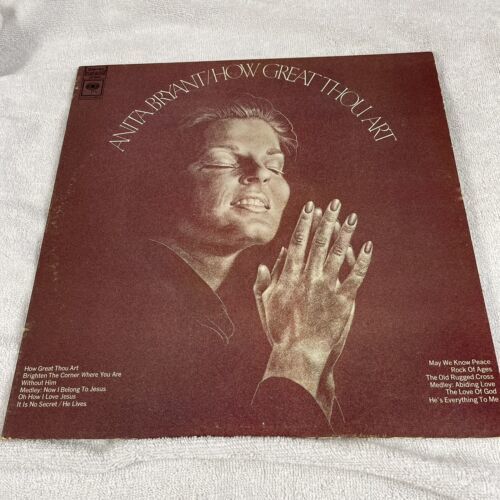 ANITA BRYANT/HOW GREAT THOU ART
How Great Thou Art
Brighten The Corner Where You Are
Without Him
Medley: Now I Belong To Jesus
Oh How I Love Jesus
It Is No Secret / He Lives
May We Know Peace
Rock Of Ages
The Old Rugged Cross
Medley: Abiding Love
The Love Of God
He's Everything To Me